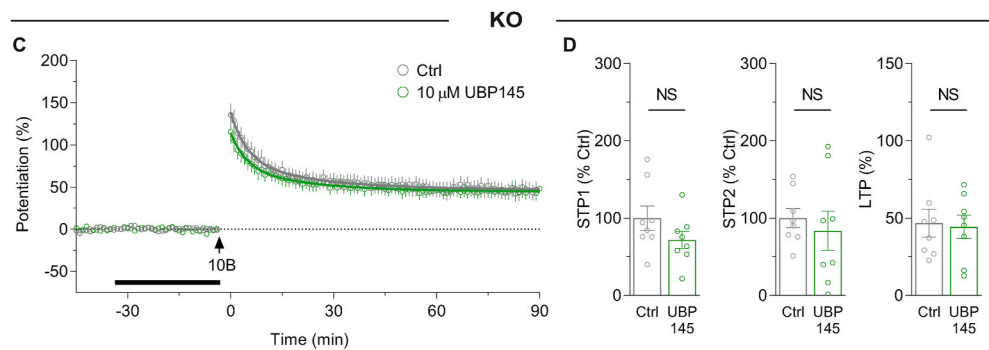 KO
C
200
150
100
50
0
-50
Potentiation (%)
Ctrl
10 μM UBP145
10B
-30
0
30
60
90
Time (min)
D
300
200
100
0
STP1 (% Ctrl)
NS
Ctrl
UBP
145
300
200
100
0
STP2 (% Ctrl)
NS
Ctrl
UBP
145
150
100
50
0
LTP (%)
NS
Ctrl
UBP
145